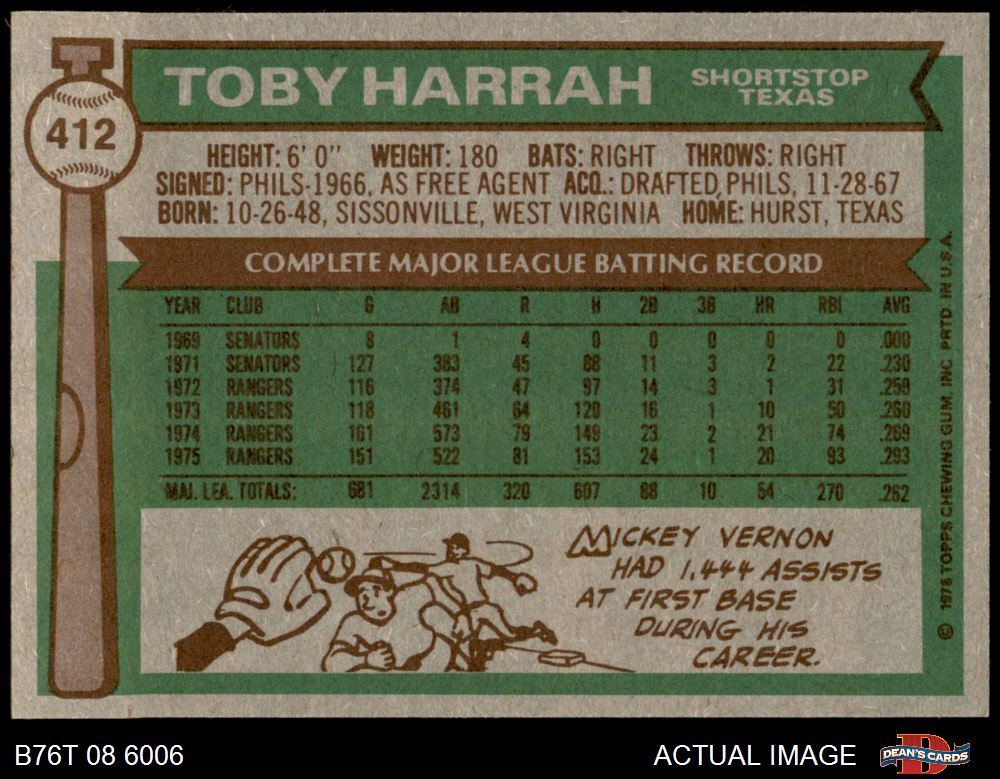 412
TOBY HARRAH SHORTSTOP
TEXAS
HEIGHT: 6' 0" WEIGHT: 180 BATS: RIGHT THROWS: RIGHT
SIGNED: PHILS-1966, AS FREE AGENT ACQ.: DRAFTED, PHILS, 11-28-67
BORN: 10-26-48, SISSONVILLE, WEST VIRGINIA HOME: HURST, TEXAS
COMPLETE MAJOR LEAGUE BATTING RECORD
YEAR CLUB G AB R H 2B 3B HR RBI AVG
1969 SENATORS 8 1 4 0 0 0 0 0 .000
1971 SENATORS 127 383 45 88 11 3 2 22 .230
1972 RANGERS 116 374 47 97 14 3 1 31 .259
1973 RANGERS 118 461 64 120 16 1 10 50 .260
1974 RANGERS 161 573 79 149 23 2 21 74 .269
1975 RANGERS 151 522 81 153 24 1 20 93 .293
MAJ. LEA. TOTALS: 681 2314 320 607 88 10 54 270 .262
MICKEY VERNON
HAD 1,444 ASSISTS
AT FIRST BASE
DURING HIS
CAREER.
© 1976 TOPPS CHEWING GUM, INC. PRTD. IN U.S.A.
B76T 08 6006 ACTUAL IMAGE DEAN'S CARDS